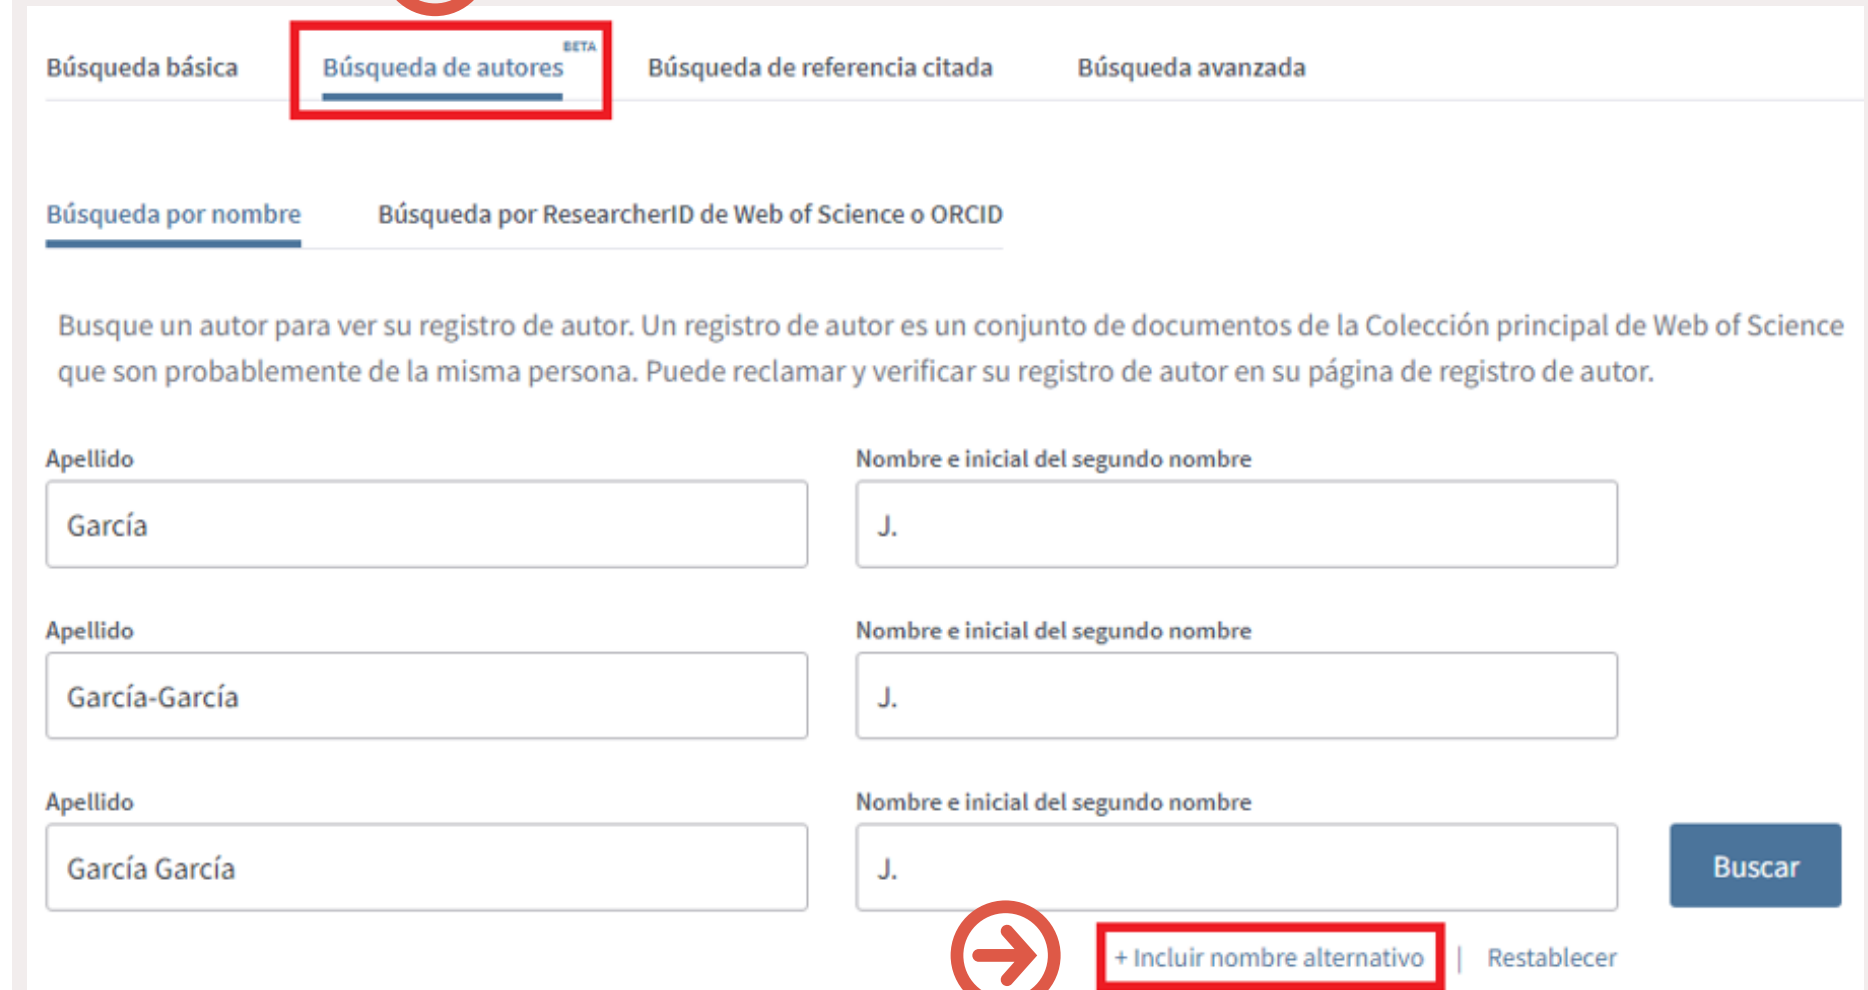 Búsqueda básica
Búsqueda de autores BETA
Búsqueda de referencia citada
Búsqueda avanzada
Búsqueda por nombre
Búsqueda por ResearcherID de Web of Science o ORCID
Busque un autor para ver su registro de autor. Un registro de autor es un conjunto de documentos de la Colección principal de Web of Science
que son probablemente de la misma persona. Puede reclamar y verificar su registro de autor en su página de registro de autor.
Apellido
Nombre e inicial del segundo nombre
García
J.
Apellido
Nombre e inicial del segundo nombre
García-García
J.
Apellido
Nombre e inicial del segundo nombre
García García
J.
Buscar
+ Incluir nombre alternativo | Restablecer